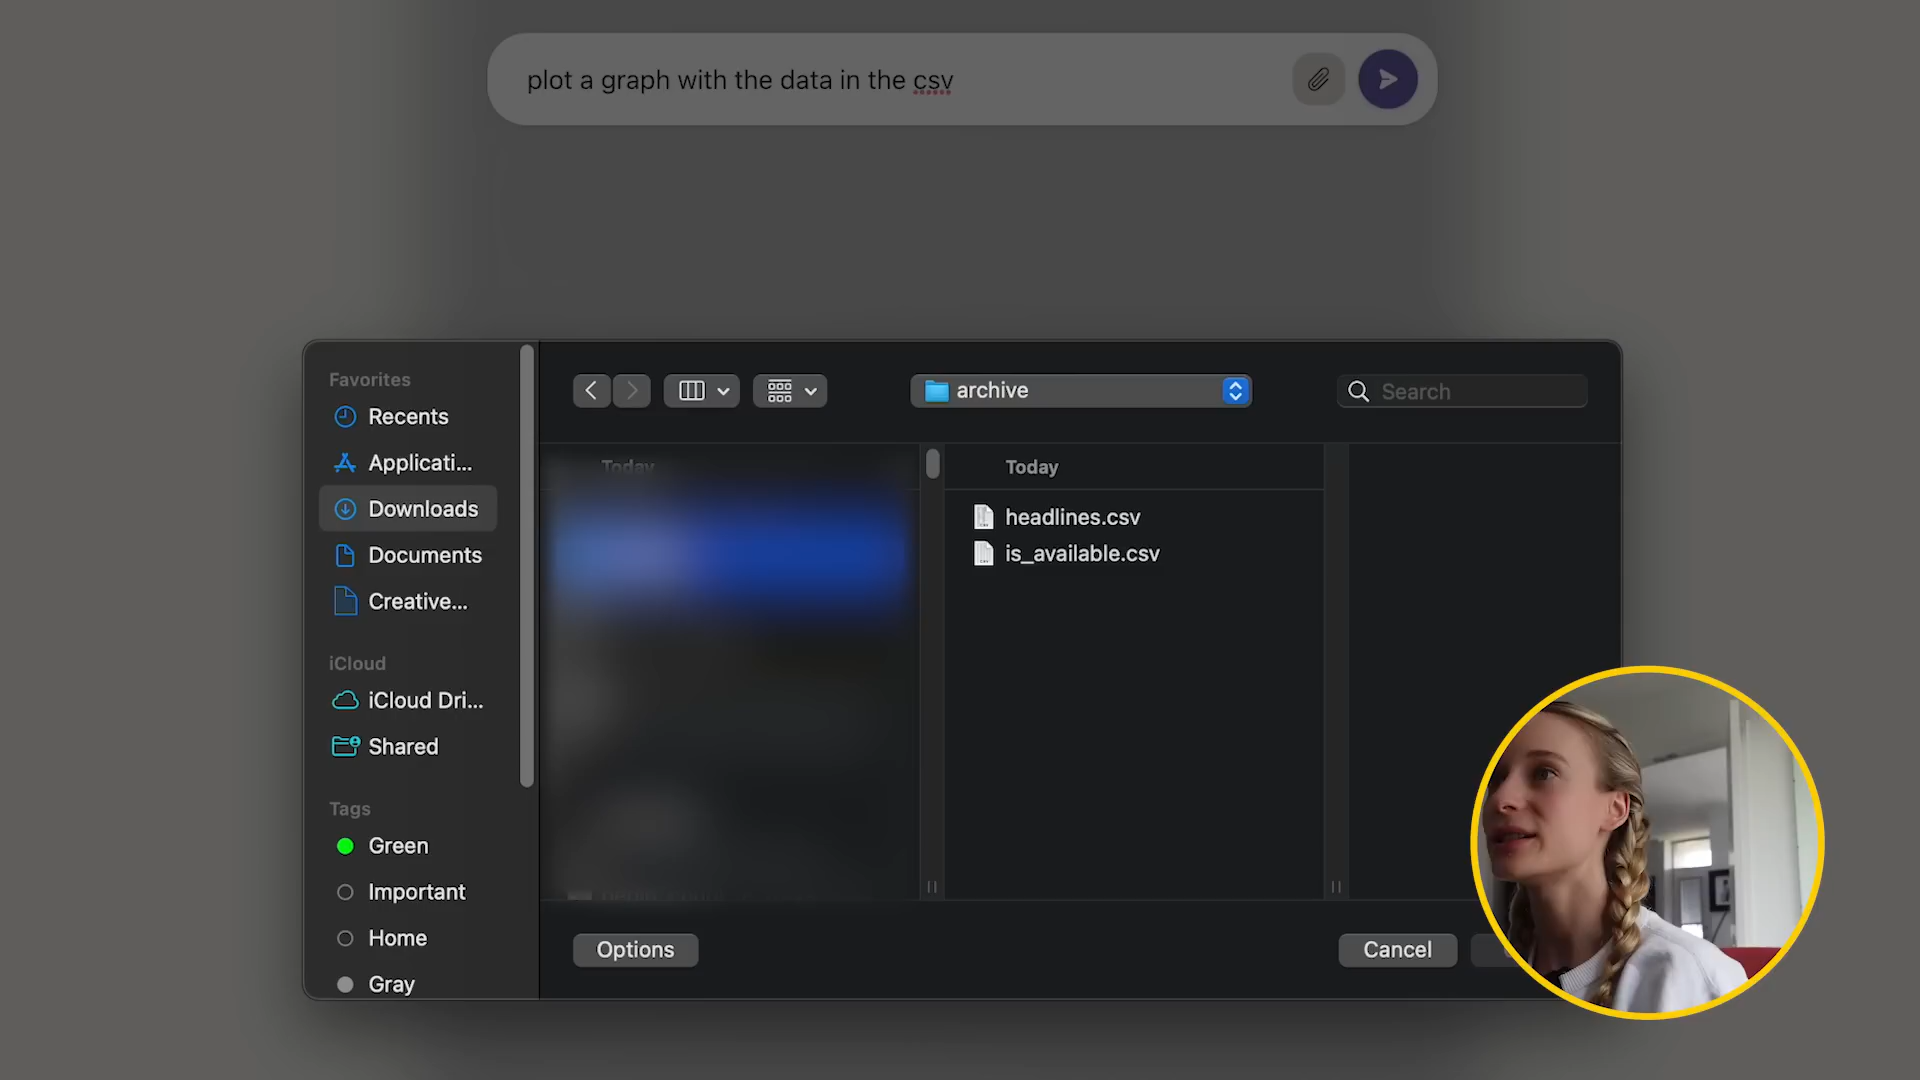 plot a graph with the data in the csv
Favorites
Recents
Applicati...
Downloads
Documents
Creative...
iCloud
iCloud Dri...
Shared
Tags
Green
Important
Home
Gray
archive
Search
Today
Today
headlines.csv
is_available.csv
Options
Cancel